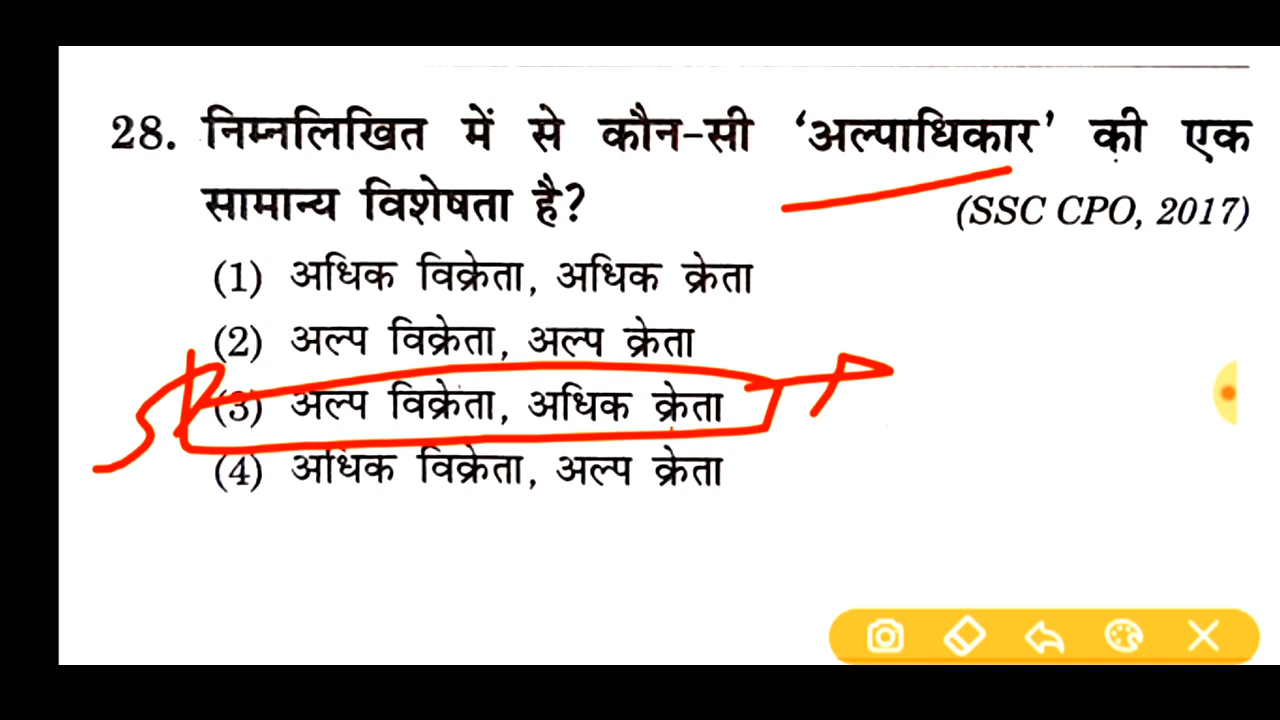 28. निम्नलिखित में से कौन-सी ‘अल्पाधिकार’ की एक
सामान्य विशेषता है? (SSC CPO, 2017)
(1) अधिक विक्रेता, अधिक क्रेता
(2) अल्प विक्रेता, अल्प क्रेता
(3) अल्प विक्रेता, अधिक क्रेता
(4) अधिक विक्रेता, अल्प क्रेता